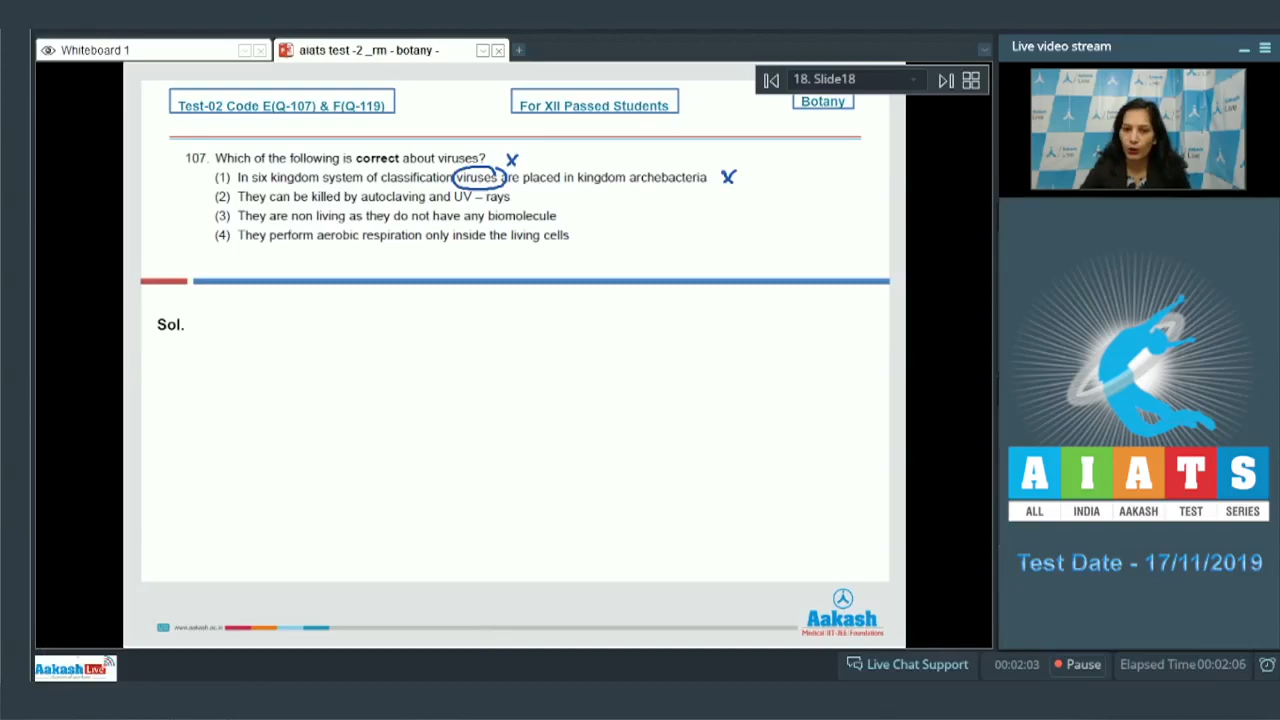 Whiteboard 1
aiats test -2 _rm - botany -
Live video stream
18. Slide18
Test-02 Code E(Q-107) & F(Q-119)
For XII Passed Students
Botany
107. Which of the following is correct about viruses? x
(1) In six kingdom system of classification viruses are placed in kingdom archebacteria x
(2) They can be killed by autoclaving and UV – rays
(3) They are non living as they do not have any biomolecule
(4) They perform aerobic respiration only inside the living cells
Sol.
A I A T S
ALL INDIA AAKASH TEST SERIES
Test Date - 17/11/2019
Aakash
Medical|IIT-JEE|Foundations
www.aakash.ac.in
Aakash Live
Live Chat Support
00:02:03
Pause
Elapsed Time 00:02:06